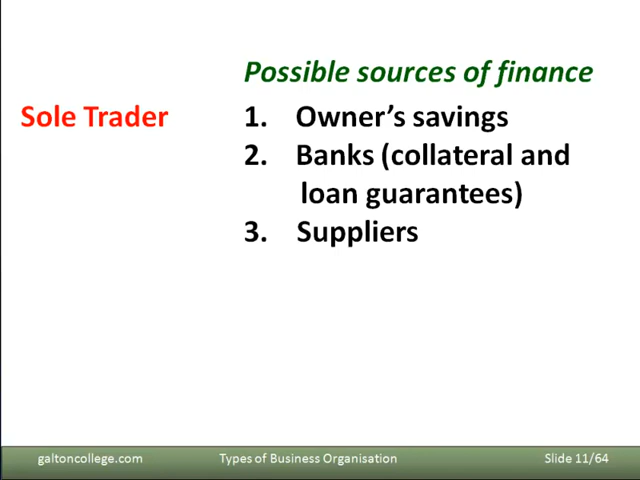 Possible sources of finance
Sole Trader 1. Owner’s savings
2. Banks (collateral and
loan guarantees)
3. Suppliers
galtoncollege.com Types of Business Organisation Slide 11/64